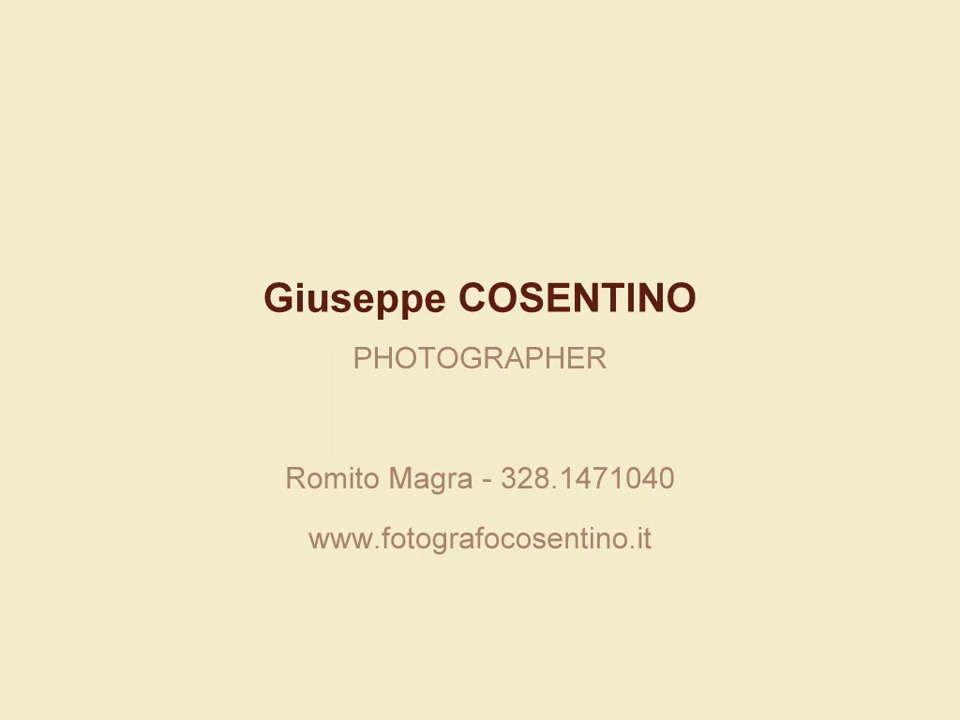 Giuseppe COSENTINO
PHOTOGRAPHER
Romito Magra - 328.1471040
www.fotografocosentino.it